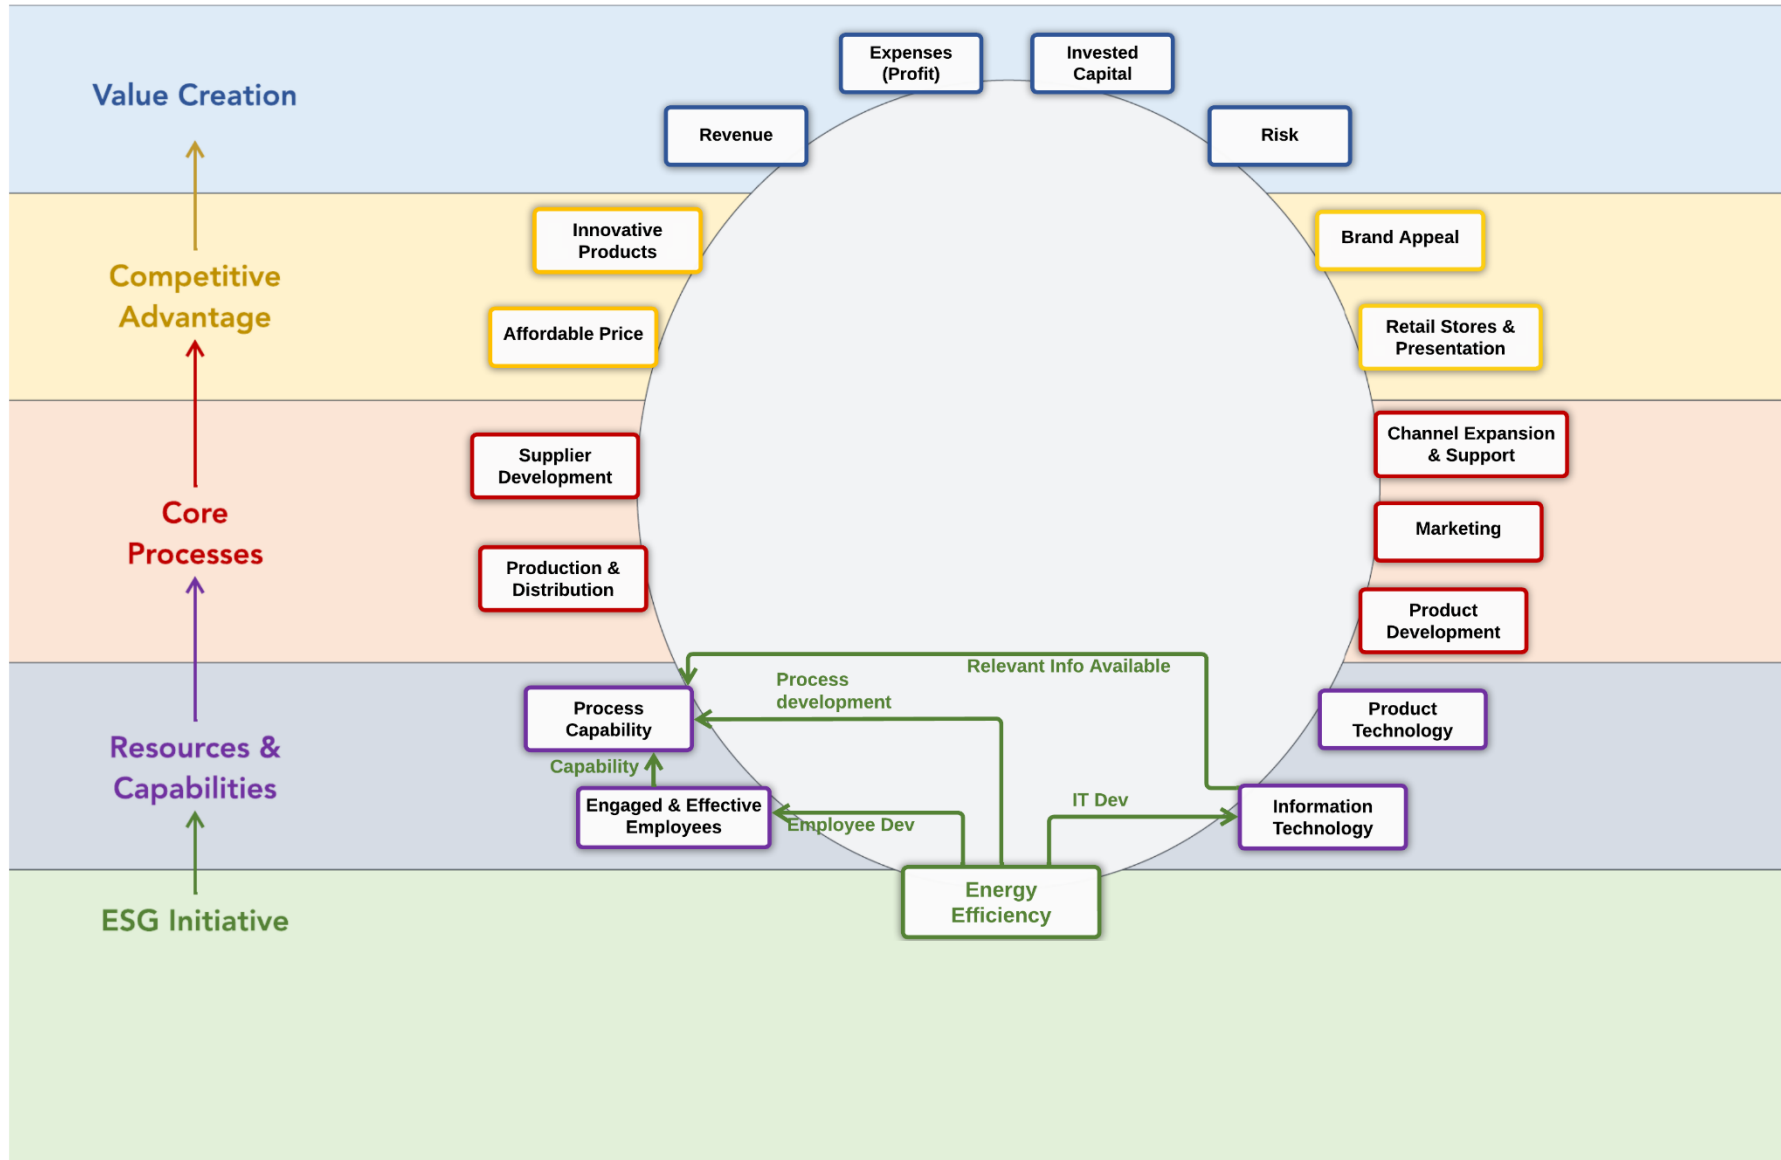 Value Creation
Competitive
Advantage
Core
Processes
Resources &
Capabilities
ESG Initiative
Expenses
(Profit)
Invested
Capital
Revenue
Risk
Innovative
Products
Brand Appeal
Affordable Price
Retail Stores &
Presentation
Supplier
Development
Channel Expansion
& Support
Marketing
Production &
Distribution
Product
Development
Relevant Info Available
Process
development
Process
Capability
Product
Technology
Capability
Engaged & Effective
Employees
Employee Dev
IT Dev
Information
Technology
Energy
Efficiency